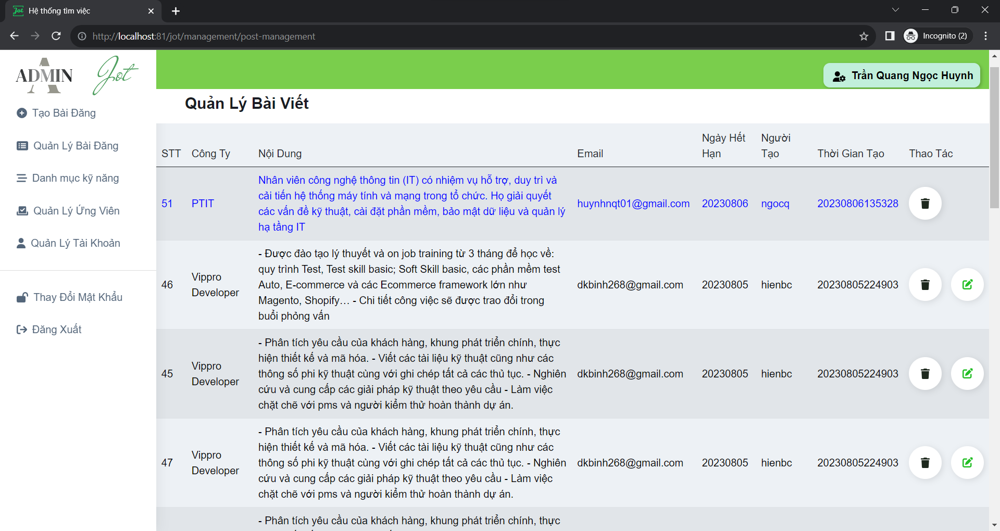 Jot Hệ thống tìm việc
http://localhost:81/jot/management/post-management
Incognito (2)
ADMIN
A
Jot
Tạo Bài Đăng
Quản Lý Bài Đăng
Danh mục kỹ năng
Quản Lý Ứng Viên
Quản Lý Tài Khoản
Thay Đổi Mật Khẩu
Đăng Xuất
Trần Quang Ngọc Huynh
Quản Lý Bài Viết
STT Công Ty Nội Dung Email Ngày Hết Hạn Người Tạo Thời Gian Tạo Thao Tác
51 PTIT
Nhân viên công nghệ thông tin (IT) có nhiệm vụ hỗ trợ, duy trì và
cải tiến hệ thống máy tính và mạng trong tổ chức. Họ giải quyết
các vấn đề kỹ thuật, cài đặt phần mềm, bảo mật dữ liệu và quản lý
hạ tầng IT
huynhnqt01@gmail.com 20230806 ngocq 20230806135328
46 Vippro
Developer
- Được đào tạo lý thuyết và on job training từ 3 tháng để học về:
quy trình Test, Test skill basic; Soft Skill basic, các phần mềm test
Auto, E-commerce và các Ecommerce framework lớn như
Magento, Shopify… - Chi tiết công việc sẽ được trao đổi trong
buổi phỏng vấn
dkbinh268@gmail.com 20230805 hienbc 20230805224903
45 Vippro
Developer
- Phân tích yêu cầu của khách hàng, khung phát triển chính, thực
hiện thiết kế và mã hóa. - Viết các tài liệu kỹ thuật cũng như các
thông số phi kỹ thuật cùng với ghi chép tất cả các thủ tục. - Nghiên
cứu và cung cấp các giải pháp kỹ thuật theo yêu cầu - Làm việc
chặt chẽ với pms và người kiểm thử hoàn thành dự án.
dkbinh268@gmail.com 20230805 hienbc 20230805224903
47 Vippro
Developer
- Phân tích yêu cầu của khách hàng, khung phát triển chính, thực
hiện thiết kế và mã hóa. - Viết các tài liệu kỹ thuật cũng như các
thông số phi kỹ thuật cùng với ghi chép tất cả các thủ tục. - Nghiên
cứu và cung cấp các giải pháp kỹ thuật theo yêu cầu - Làm việc
chặt chẽ với pms và người kiểm thử hoàn thành dự án.
dkbinh268@gmail.com 20230805 hienbc 20230805224903
- Phân tích yêu cầu của khách hàng, khung phát triển chính, thực